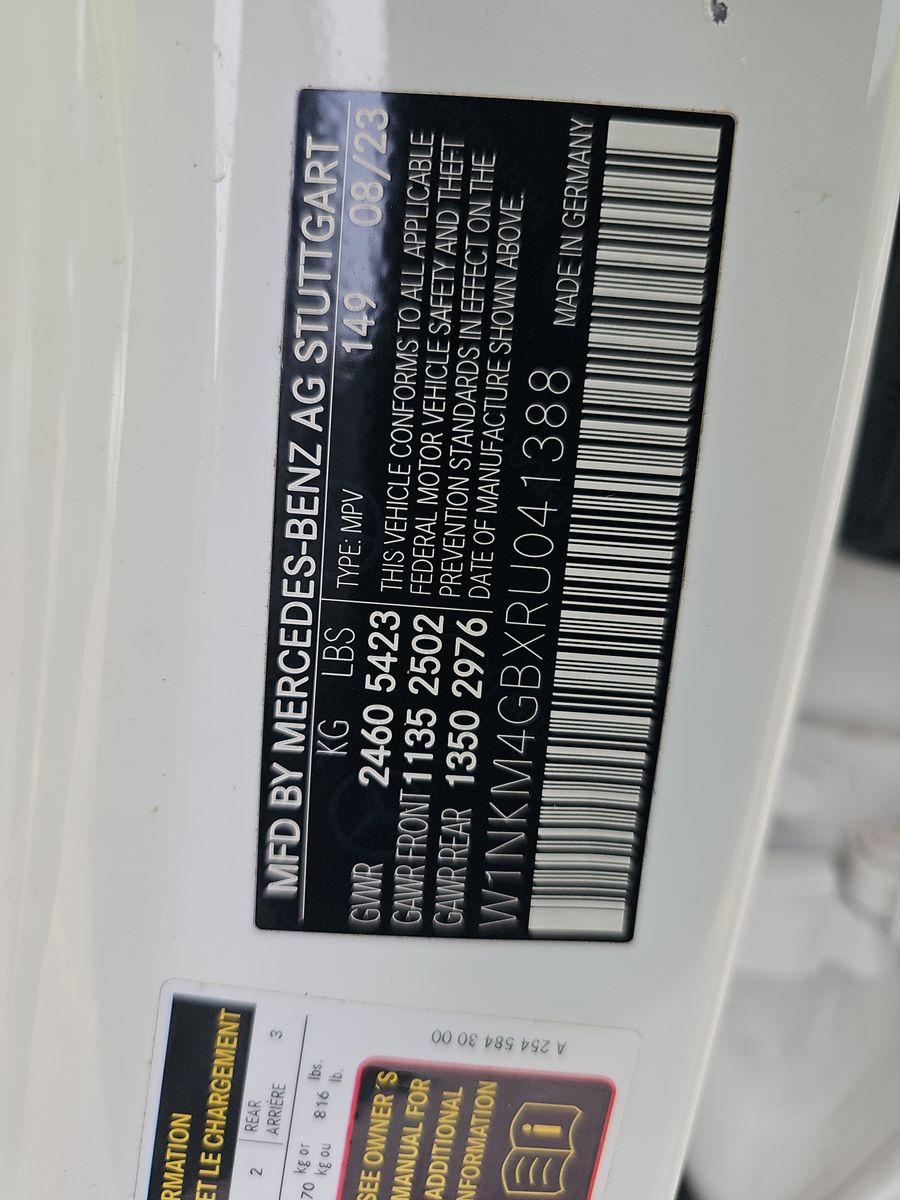 MFD BY MERCEDES-BENZ AG STUTTGART
KG LBS TYPE: MPV 149 08/23
GVWR 2460 5423
GAWR FRONT 1135 2502
GAWR REAR 1350 2976
THIS VEHICLE CONFORMS TO ALL APPLICABLE
FEDERAL MOTOR VEHICLE SAFETY AND THEFT
PREVENTION STANDARDS IN EFFECT ON THE
DATE OF MANUFACTURE SHOWN ABOVE.
W1NKM4GBXRU041388 MADE IN GERMANY
RMATION
ET LE CHARGEMENT
2 REAR 3
ARRIÈRE
70 kg or 816 lbs.
kg ou lb.
SEE OWNER'S
MANUAL FOR
ADDITIONAL
INFORMATION
A 254 584 30 00